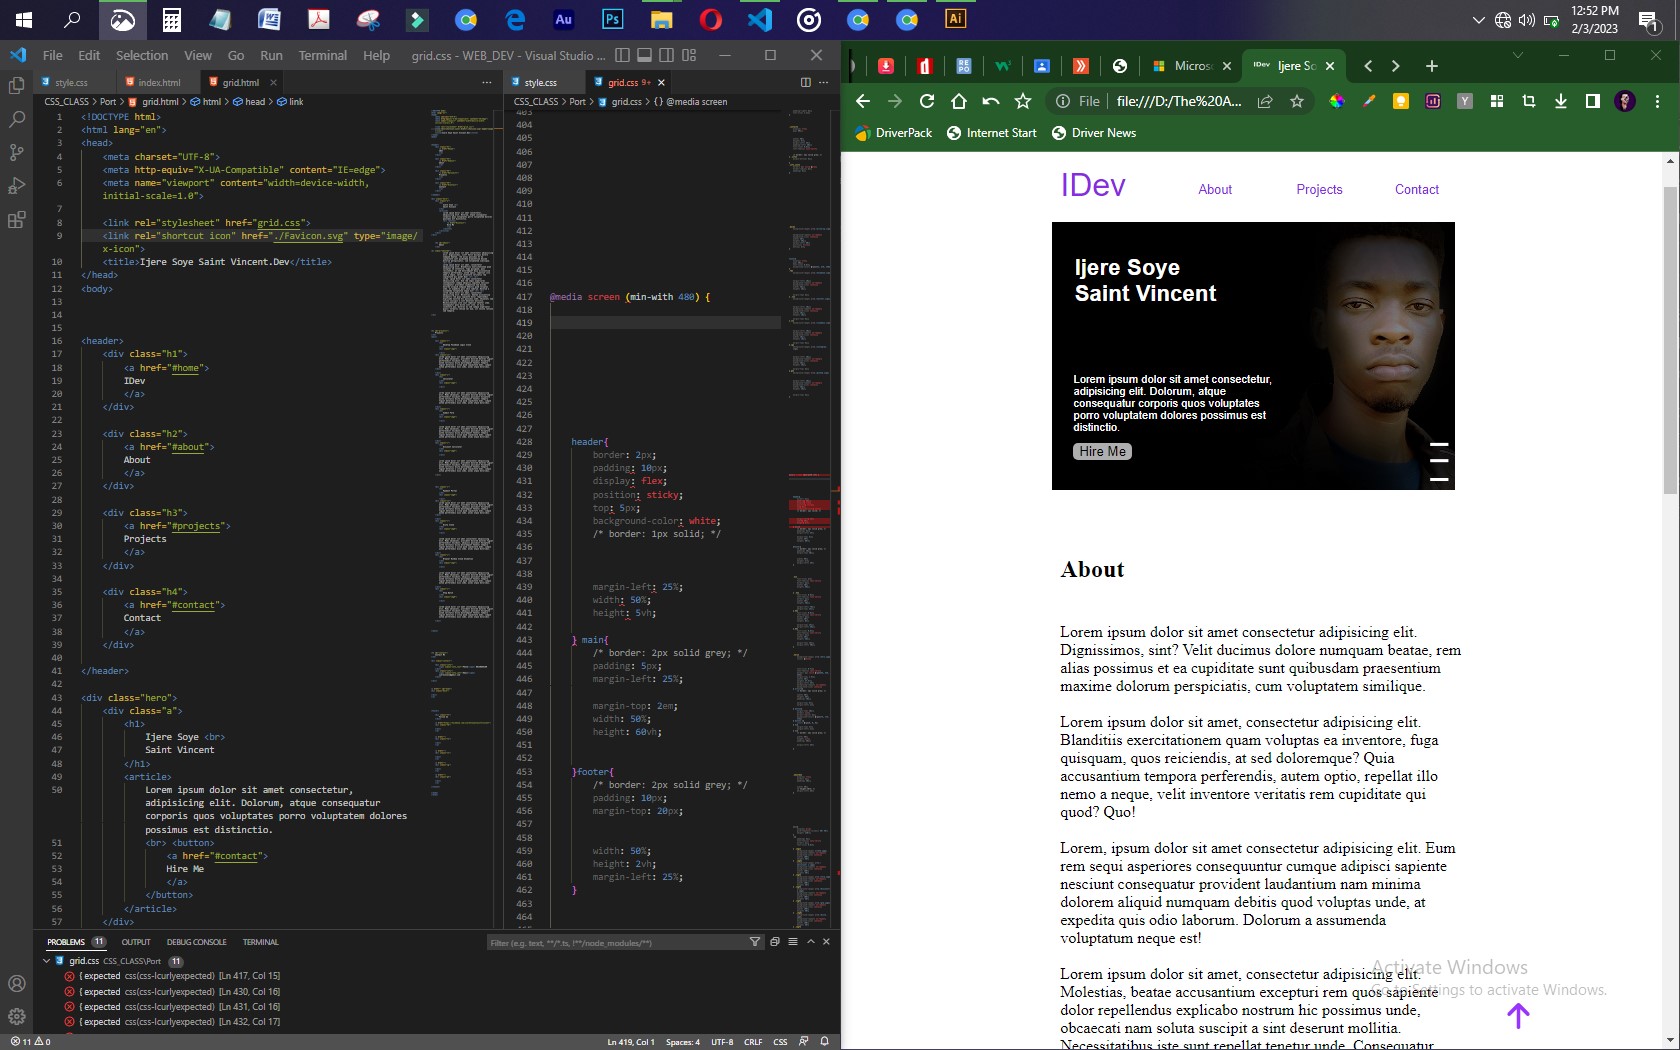 12:52 PM
2/3/2023
1
Au
Ps
Ai
File Edit Selection View Go Run Terminal Help
grid.css - WEB_DEV - Visual Studio ...
style.css
index.html
grid.html
CSS_CLASS > Port > grid.html > html > head > link
1 <!DOCTYPE html>
2 <html lang="en">
3 <head>
4 <meta charset="UTF-8">
5 <meta http-equiv="X-UA-Compatible" content="IE=edge">
6 <meta name="viewport" content="width=device-width,
initial-scale=1.0">
7
8 <link rel="stylesheet" href="grid.css">
9 <link rel="shortcut icon" href="./Favicon.svg" type="image/
x-icon">
10 <title>Ijere Soye Saint Vincent.Dev</title>
11 </head>
12 <body>
13
14
15
16 <header>
17 <div class="h1">
18 <a href="#home">
19 IDev
20 </a>
21 </div>
22
23 <div class="h2">
24 <a href="#about">
25 About
26 </a>
27 </div>
28
29 <div class="h3">
30 <a href="#projects">
31 Projects
32 </a>
33 </div>
34
35 <div class="h4">
36 <a href="#contact">
37 Contact
38 </a>
39 </div>
40
41 </header>
42
43 <div class="hero">
44 <div class="a">
45 <h1>
46 Ijere Soye <br>
47 Saint Vincent
48 </h1>
49 <article>
50 Lorem ipsum dolor sit amet consectetur,
adipisicing elit. Dolorum, atque consequatur
corporis quos voluptates porro voluptatem dolores
possimus est distinctio.
51 <br> <button>
52 <a href="#contact">
53 Hire Me
54 </a>
55 </button>
56 </article>
57 </div>
style.css
grid.css 9+
CSS_CLASS > Port > grid.css > {} @media screen
403
404
405
406
407
408
409
410
411
412
413
414
415
416
417 @media screen (min-with 480) {
418
419
420
421
422
423
424
425
426
427
428 header{
429 border: 2px;
430 padding: 10px;
431 display: flex;
432 position: sticky;
433 top: 5px;
434 background-color: white;
435 /* border: 1px solid; */
436
437
438
439 margin-left: 25%;
440 width: 50%;
441 height: 5vh;
442
443 } main{
444 /* border: 2px solid grey; */
445 padding: 5px;
446 margin-left: 25%;
447
448 margin-top: 2em;
449 width: 50%;
450 height: 60vh;
451
452
453 }footer{
454 /* border: 2px solid grey; */
455 padding: 10px;
456 margin-top: 20px;
457
458
459 width: 50%;
460 height: 2vh;
461 margin-left: 25%;
462 }
463
464
PROBLEMS 11 OUTPUT DEBUG CONSOLE TERMINAL
Filter (e.g. text, **/*.ts, !**/node_modules/**)
grid.css CSS_CLASS\Port 11
{ expected css(css-lcurlyexpected) [Ln 417, Col 15]
{ expected css(css-lcurlyexpected) [Ln 430, Col 16]
{ expected css(css-lcurlyexpected) [Ln 431, Col 16]
{ expected css(css-lcurlyexpected) [Ln 432, Col 17]
11 0
Ln 419, Col 1 Spaces: 4 UTF-8 CRLF CSS
Microso
IDev Ijere So
File file:///D:/The%20A...
DriverPack Internet Start Driver News
IDev About Projects Contact
Ijere Soye
Saint Vincent
Lorem ipsum dolor sit amet consectetur,
adipisicing elit. Dolorum, atque
consequatur corporis quos voluptates
porro voluptatem dolores possimus est
distinctio.
Hire Me
About
Lorem ipsum dolor sit amet consectetur adipisicing elit.
Dignissimos, sint? Velit ducimus dolore numquam beatae, rem
alias possimus et ea cupiditate sunt quibusdam praesentium
maxime dolorum perspiciatis, cum voluptatem similique.
Lorem ipsum dolor sit amet, consectetur adipisicing elit.
Blanditiis exercitationem quam voluptas ea inventore, fuga
quisquam, quos reiciendis, at sed doloremque? Quia
accusantium tempora perferendis, autem optio, repellat illo
nemo a neque, velit inventore veritatis rem cupiditate qui
quod? Quo!
Lorem, ipsum dolor sit amet consectetur adipisicing elit. Eum
rem sequi asperiores consequuntur cumque adipisci sapiente
nesciunt consequatur provident laudantium nam minima
dolorem aliquid numquam debitis quod voluptas unde, at
expedita quis odio laborum. Dolorum a assumenda
voluptatum neque est!
Lorem ipsum dolor sit amet, consectetur adipisicing elit.
Molestias, beatae accusantium excepturi rem quos sapiente
dolor repellendus explicabo nostrum hic possimus unde,
obcaecati nam soluta suscipit a sint deserunt mollitia.
Necessitatibus iste sunt repellat tenetur unde. Consequatur
Activate Windows
Go to Settings to activate Windows.